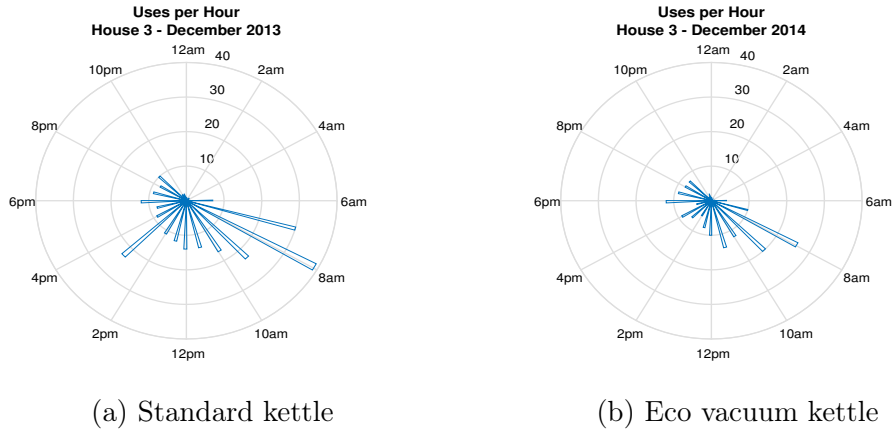 Uses per Hour
House 3 - December 2013
12am
40
2am
30
4am
20
10
6am
8am
10am
12pm
2pm
4pm
6pm
8pm
10pm
(a) Standard kettle
Uses per Hour
House 3 - December 2014
12am
40
2am
30
4am
20
10
6am
8am
10am
12pm
2pm
4pm
6pm
8pm
10pm
(b) Eco vacuum kettle